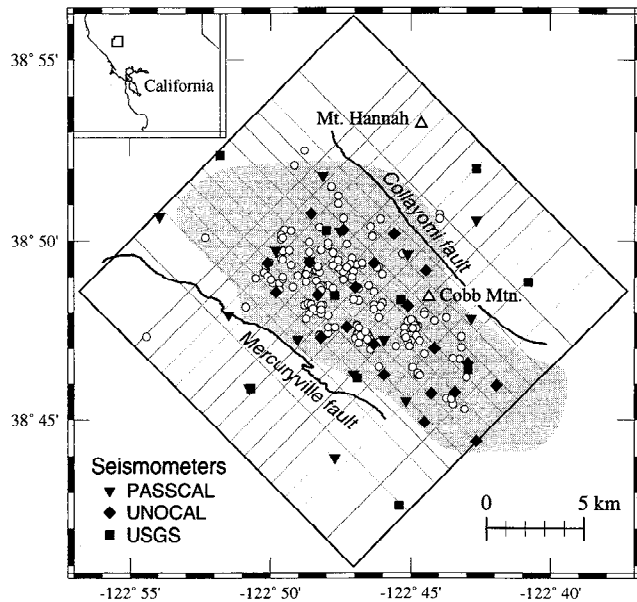 California
38° 55'
Mt. Hannah
Collayomi fault
38° 50'
Cobb Mtn.
Mercuryville fault
38° 45'
Seismometers
PASSCAL
UNOCAL
USGS
0 5 km
-122° 55' -122° 50' -122° 45' -122° 40'